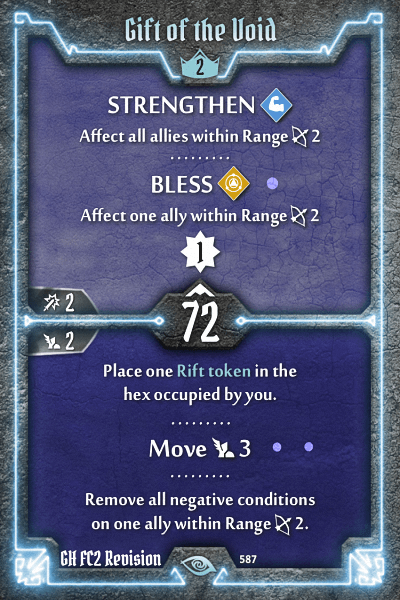 Gift of the Void
2
STRENGTHEN
Affect all allies within Range 2
BLESS
Affect one ally within Range 2
1
2
72
2
Place one Rift token in the
hex occupied by you.
Move 3
Remove all negative conditions
on one ally within Range 2.
GH FC2 Revision
587